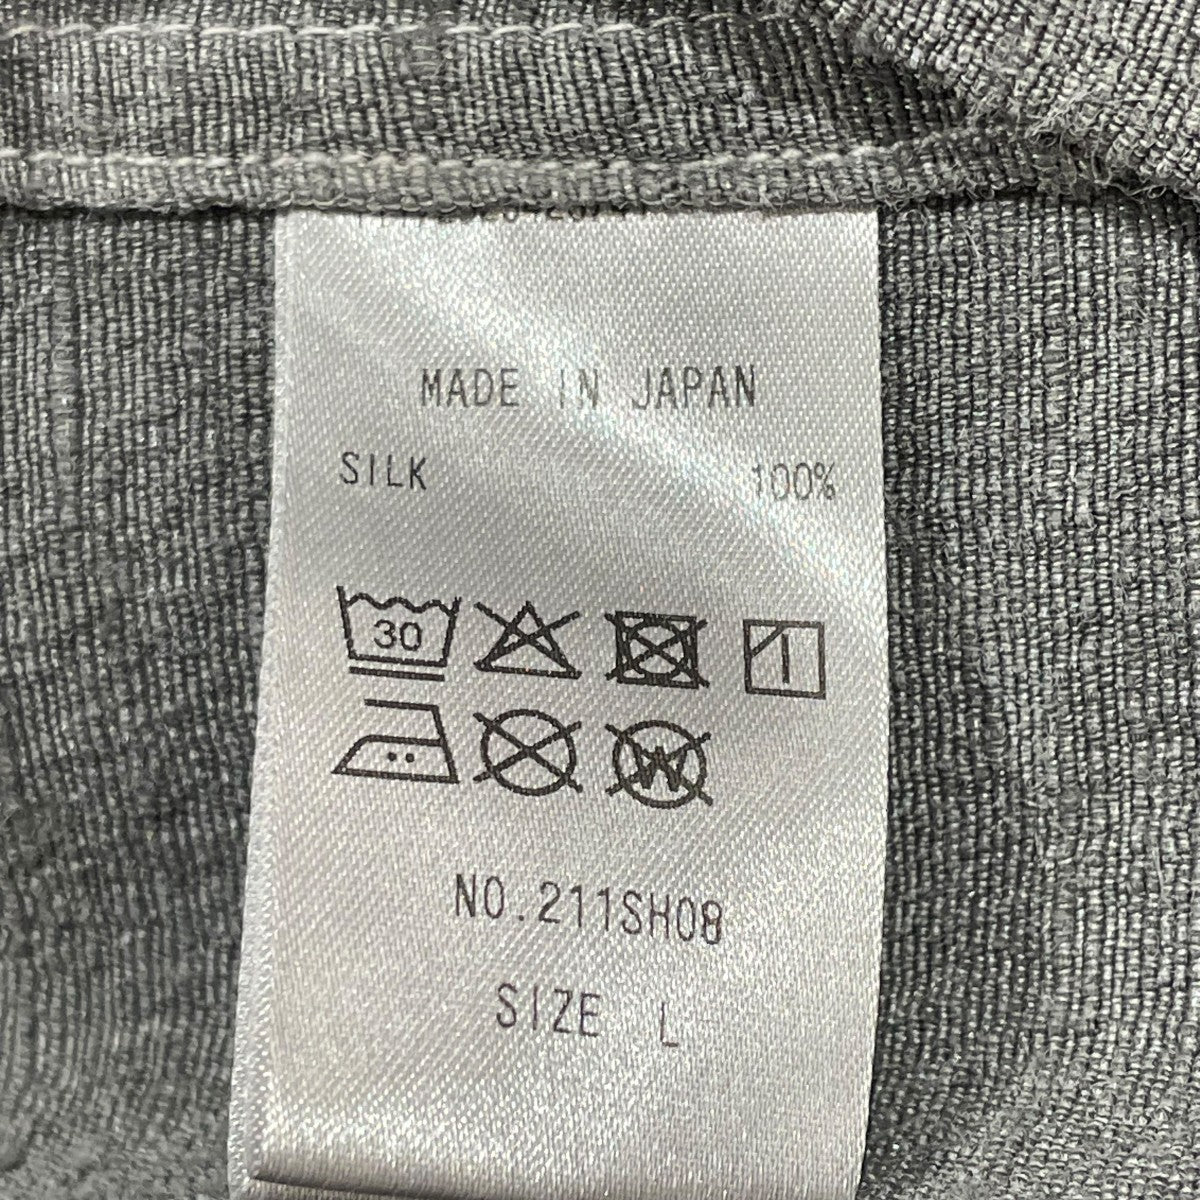 MADE IN JAPAN
SILK 100%
30
W
NO.211SH08
SIZE L